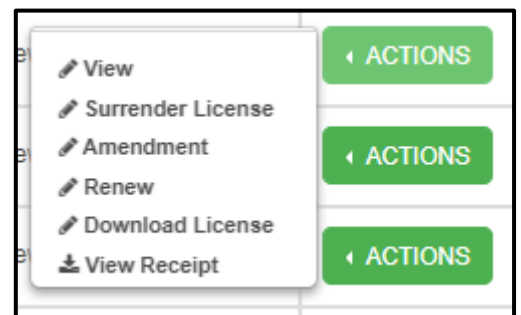 View
ACTIONS
Surrender License
Amendment
ACTIONS
Renew
Download License
View Receipt
ACTIONS